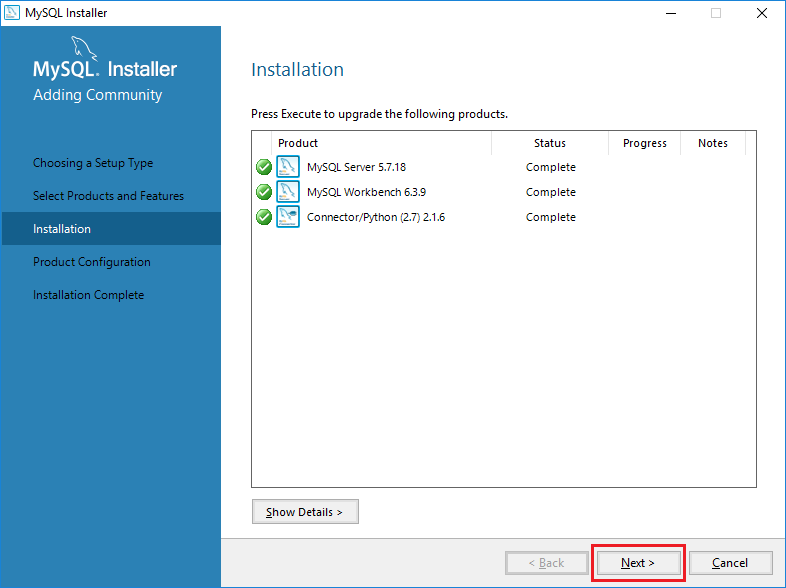 MySQL Installer
MySQL. Installer
Adding Community
Choosing a Setup Type
Select Products and Features
Installation
Product Configuration
Installation Complete
Installation
Press Execute to upgrade the following products.
Product Status Progress Notes
MySQL Server 5.7.18 Complete
MySQL Workbench 6.3.9 Complete
Connector/Python (2.7) 2.1.6 Complete
Show Details >
< Back Next > Cancel